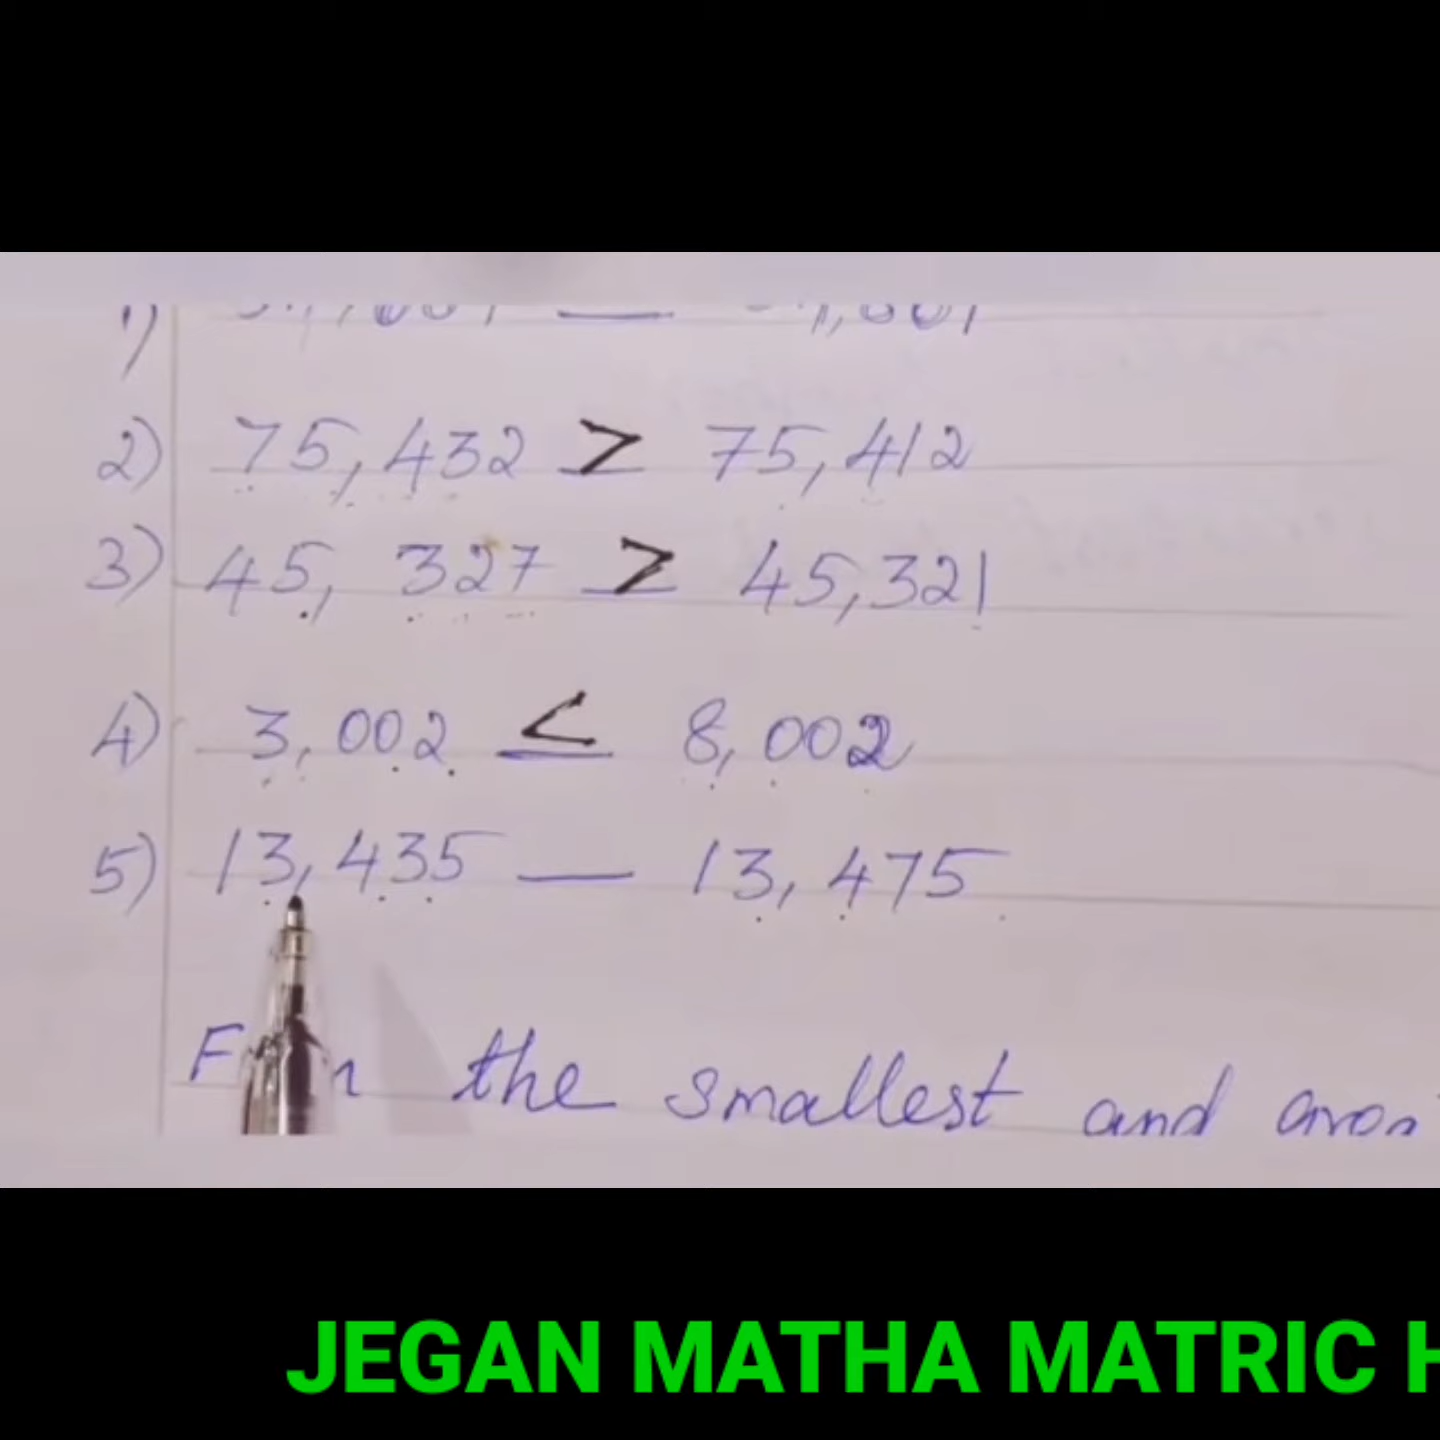 1)
2) 75,432 > 75,412
3) 45, 327 > 45,321
4) 3,002 < 8,002
5) 13,435 — 13,475
the smallest and
JEGAN MATHA MATRIC H